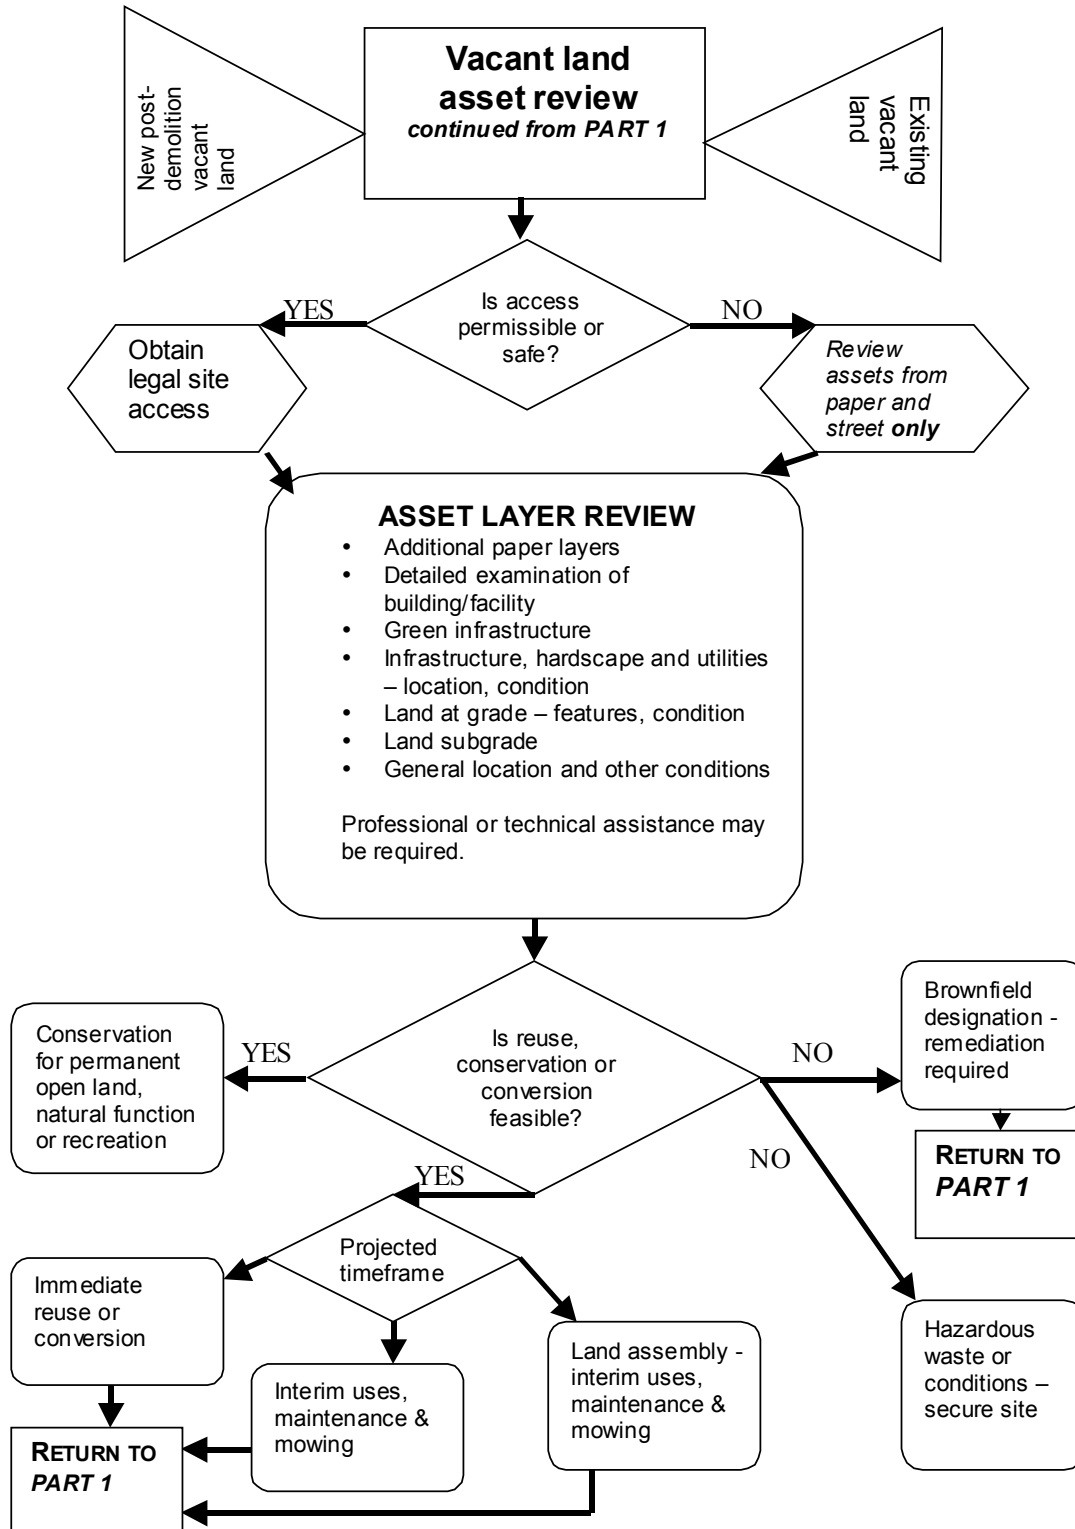 Vacant land
asset review
continued from PART 1
New post-
demolition
vacant
land
Existing
vacant
land
Is access
permissible or
safe?
YES
NO
Obtain
legal site
access
Review
assets from
paper and
street only
ASSET LAYER REVIEW
• Additional paper layers
• Detailed examination of
building/facility
• Green infrastructure
• Infrastructure, hardscape and utilities
– location, condition
• Land at grade – features, condition
• Land subgrade
• General location and other conditions
Professional or technical assistance may
be required.
Is reuse,
conservation or
conversion
feasible?
YES
NO
Conservation
for permanent
open land,
natural function
or recreation
Brownfield
designation -
remediation
required
RETURN TO
PART 1
NO
YES
Projected
timeframe
Immediate
reuse or
conversion
Interim uses,
maintenance &
mowing
Land assembly -
interim uses,
maintenance &
mowing
Hazardous
waste or
conditions –
secure site
RETURN TO
PART 1